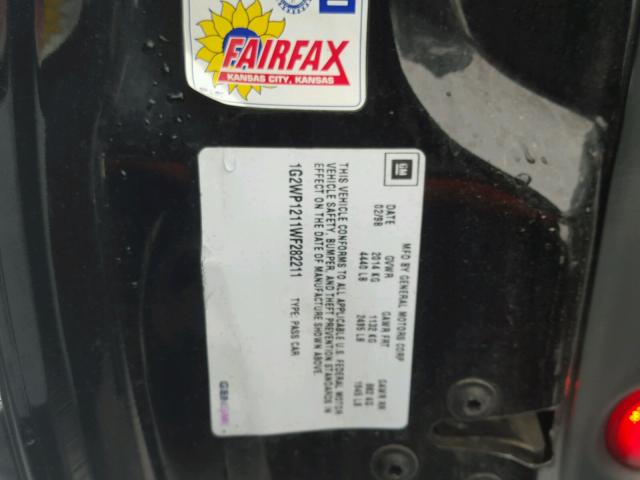 FAIRFAX
KANSAS CITY, KANSAS
GM
MFD BY GENERAL MOTORS CORP
DATE GVWR GAWR FRT GAWR RR
02/98 2014 KG 1132 KG 882 KG
4440 LB 2495 LB 1945 LB
THIS VEHICLE CONFORMS TO ALL APPLICABLE U.S. FEDERAL MOTOR
VEHICLE SAFETY, BUMPER, AND THEFT PREVENTION STANDARDS IN
EFFECT ON THE DATE OF MANUFACTURE SHOWN ABOVE.
1G2WP1211WF282211 TYPE: PASS CAR